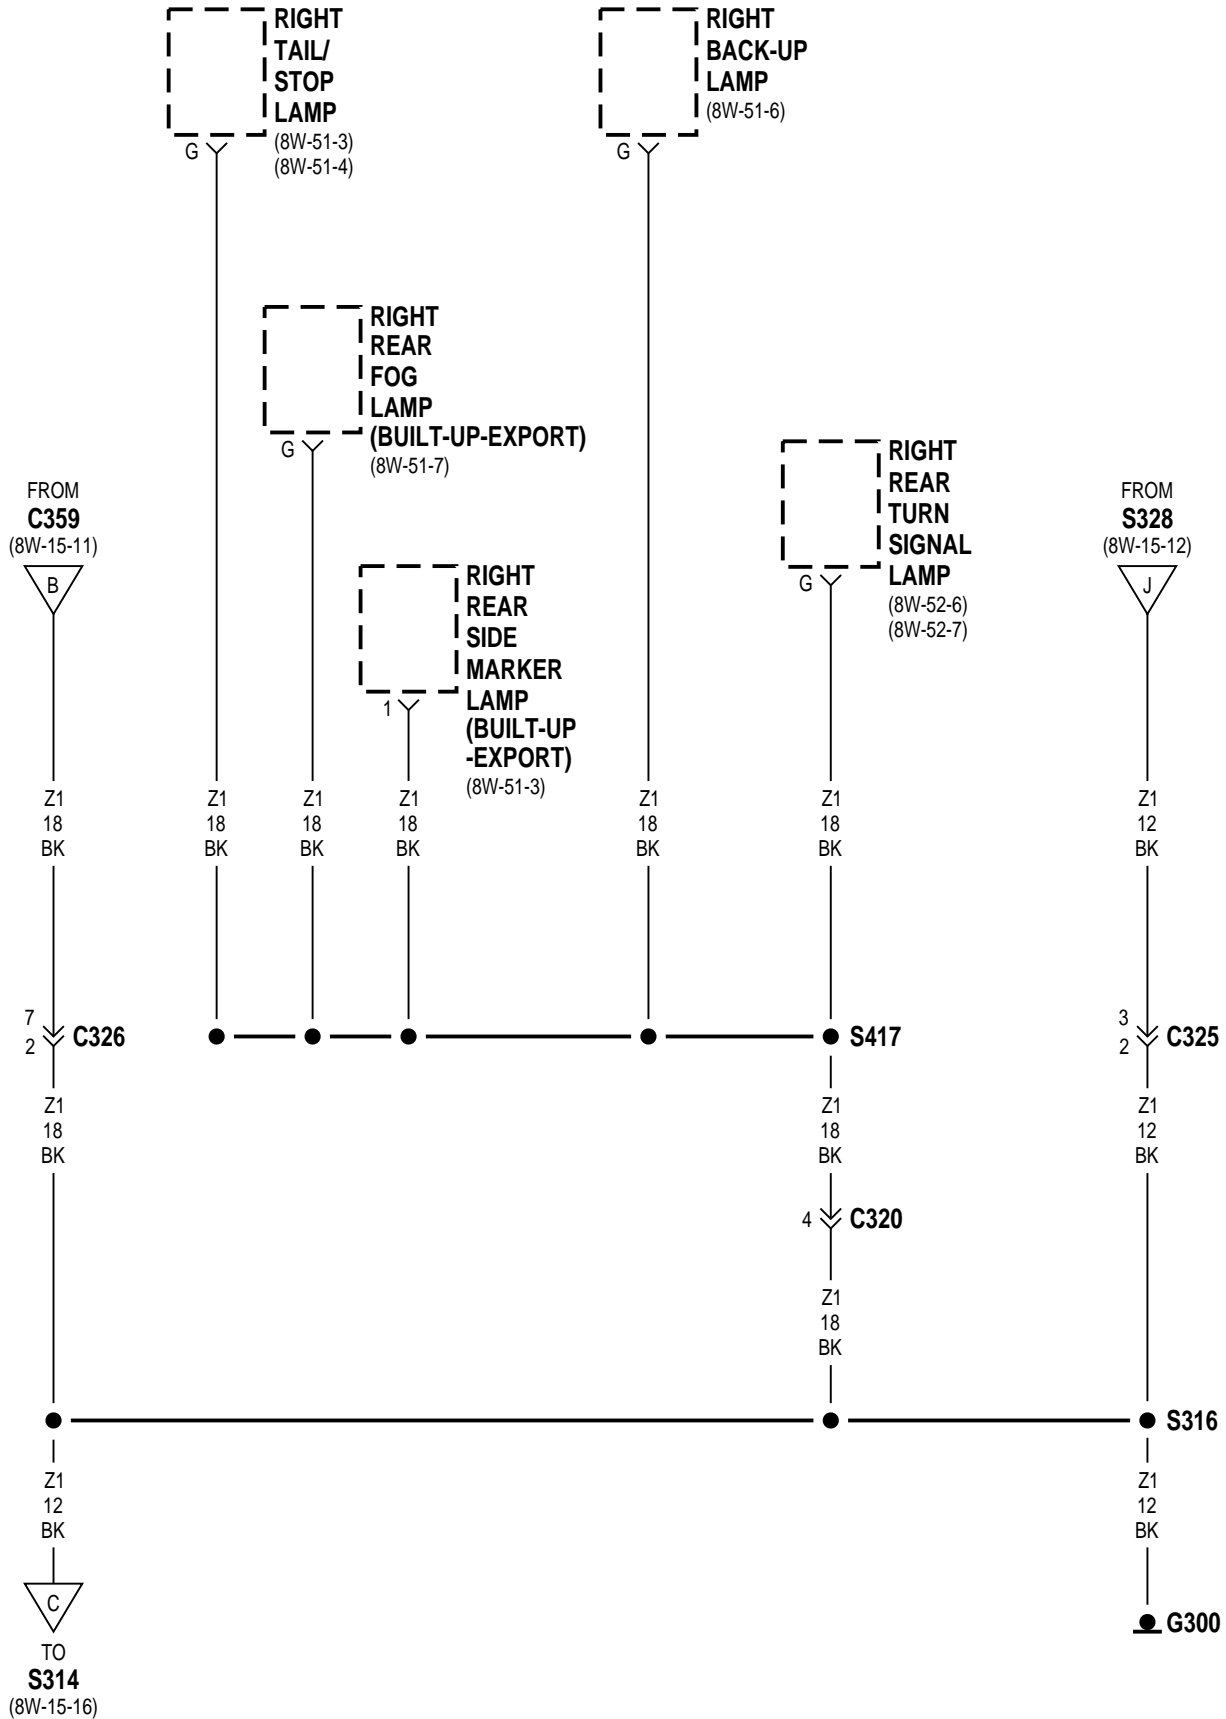 RIGHT
TAIL/
STOP
LAMP
(8W-51-3)
(8W-51-4)
G
RIGHT
BACK-UP
LAMP
(8W-51-6)
G
RIGHT
REAR
FOG
LAMP
(BUILT-UP-EXPORT)
(8W-51-7)
G
RIGHT
REAR
TURN
SIGNAL
LAMP
(8W-52-6)
(8W-52-7)
G
FROM
C359
(8W-15-11)
B
FROM
S328
(8W-15-12)
J
RIGHT
REAR
SIDE
MARKER
LAMP
(BUILT-UP
-EXPORT)
(8W-51-3)
1
Z1
18
BK
Z1
18
BK
Z1
18
BK
Z1
18
BK
Z1
18
BK
Z1
18
BK
Z1
12
BK
7
2
C326
S417
3
2
C325
Z1
18
BK
Z1
18
BK
Z1
12
BK
4
C320
Z1
18
BK
S316
Z1
12
BK
Z1
12
BK
C
TO
S314
(8W-15-16)
G300